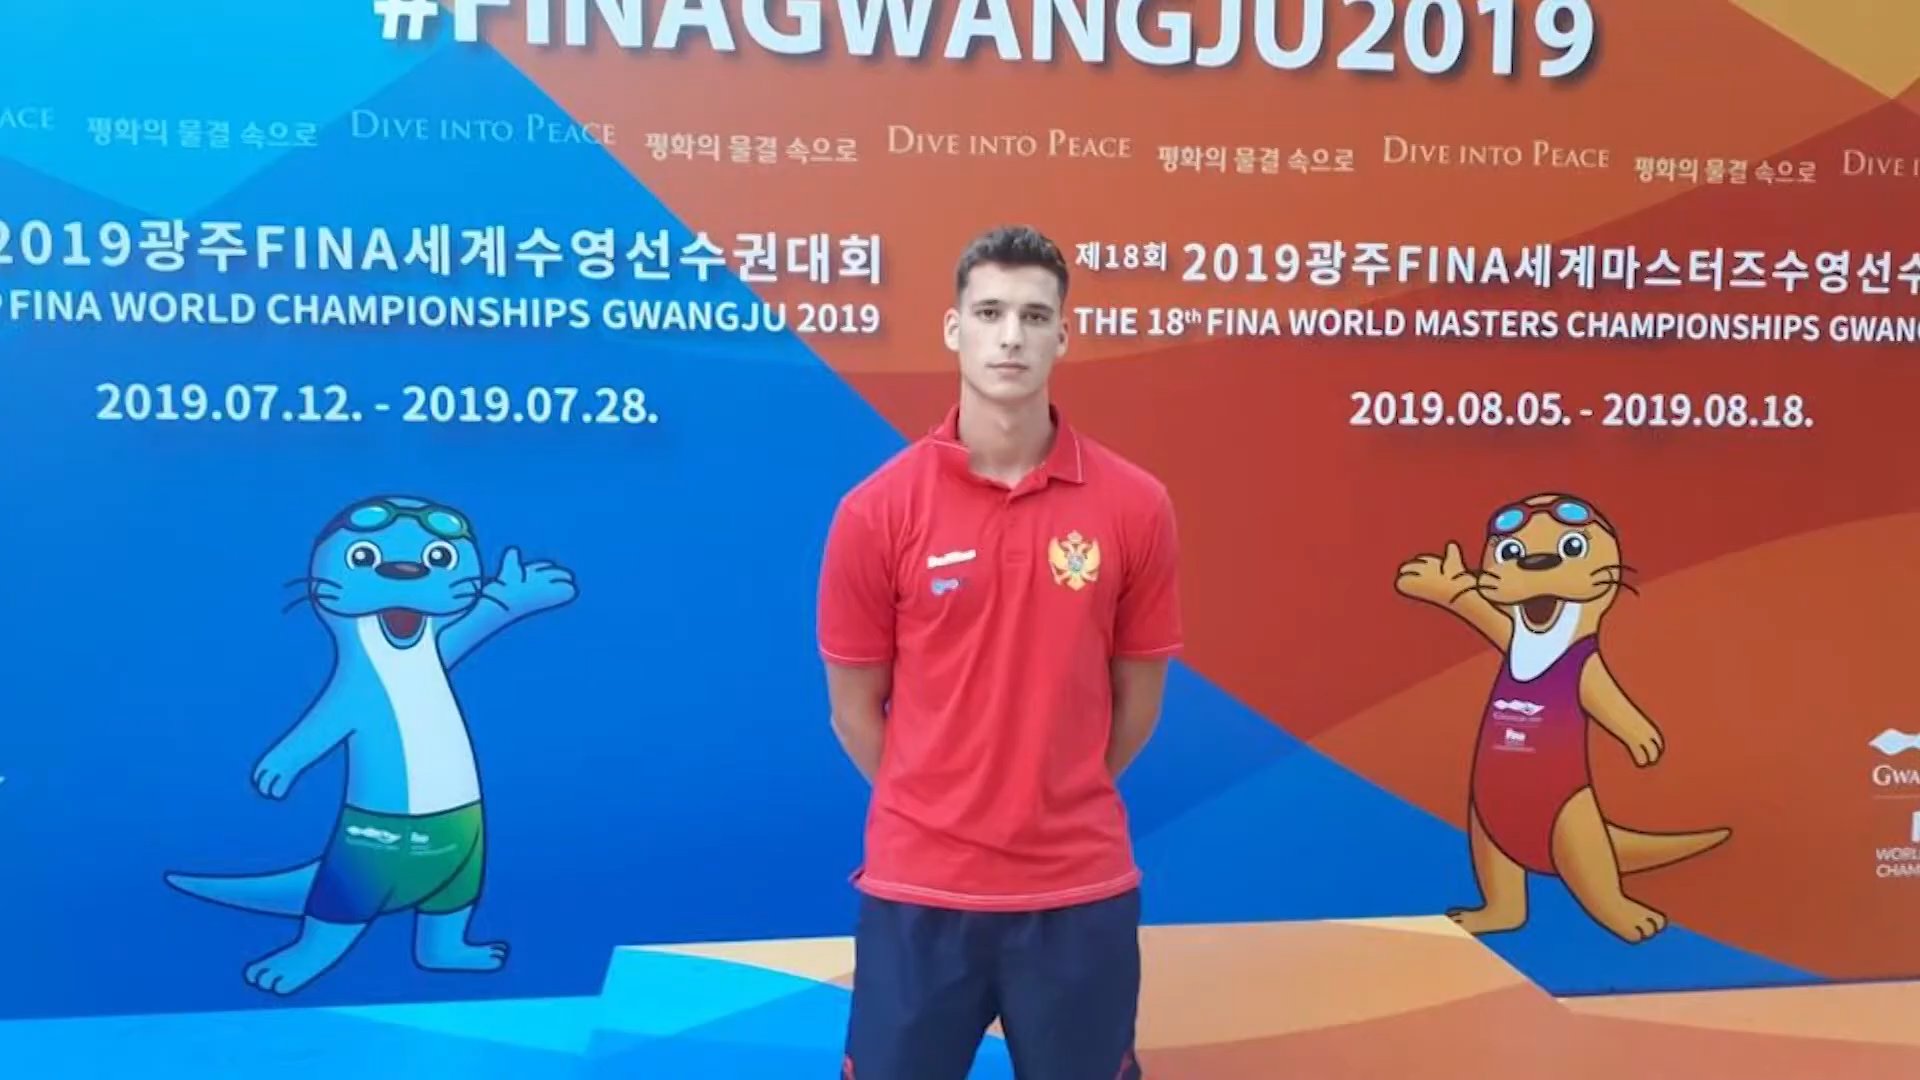 #FINAGWANGJU2019
ACE 평화의 물결 속으로 DIVE INTO PEACE 평화의 물결 속으로 DIVE INTO PEACE 평화의 물결 속으로 DIVE INTO PEACE 평화의 물결 속으로 DIVE I
2019광주FINA세계수영선수권대회
FINA WORLD CHAMPIONSHIPS GWANGJU 2019
2019.07.12. - 2019.07.28.
제18회 2019광주FINA세계마스터즈수영선수
THE 18th FINA WORLD MASTERS CHAMPIONSHIPS GWAN
2019.08.05. - 2019.08.18.
GWA
WORL
CHAM